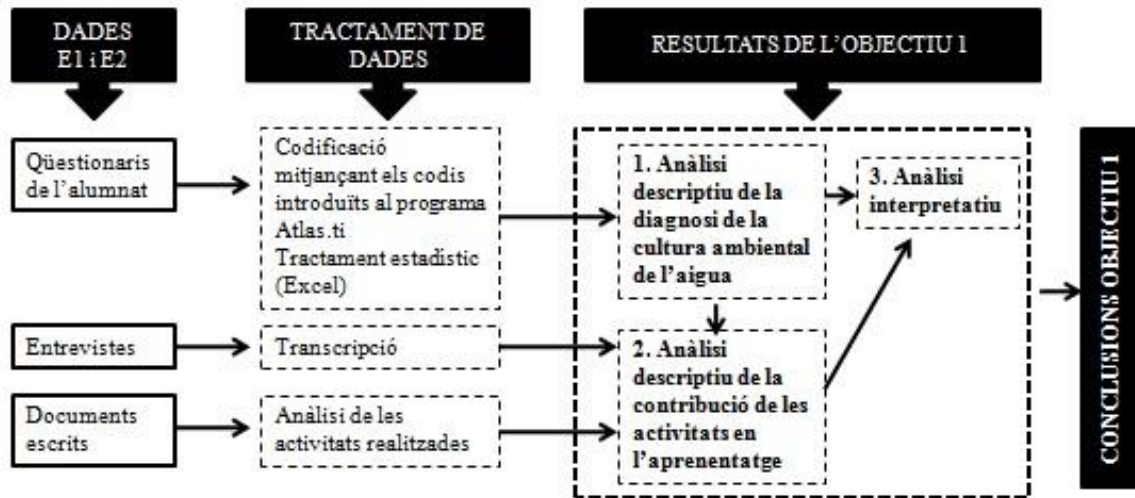 DADES
E1 i E2
TRACTAMENT DE
DADES
RESULTATS DE L'OBJECTIU 1
Qüestionaris
de l'alumnat
Codificació
mitjançant els codis
introduïts al programa
Atlas.ti
Tractament estadístic
(Excel)
1. Anàlisi
descriptiu de la
diagnosi de la
cultura ambiental
de l'aigua
3. Anàlisi
interpretatiu
Entrevistes
Transcripció
2. Anàlisi
descriptiu de la
contribució de les
activitats en
l'aprenentatge
Documents
escrits
Anàlisi de les
activitats realitzades
CONCLUSIONS OBJECTIU 1